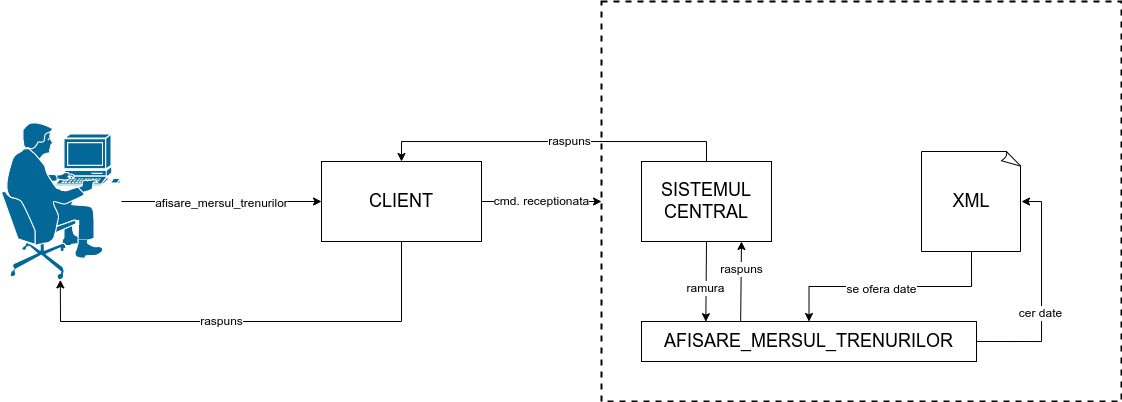 raspuns
SISTEMUL
CENTRAL
CLIENT
XML
afisare_mersul_trenurilor
cmd. receptionata
raspuns
ramura
se ofera date
cer date
raspuns
AFISARE_MERSUL_TRENURILOR